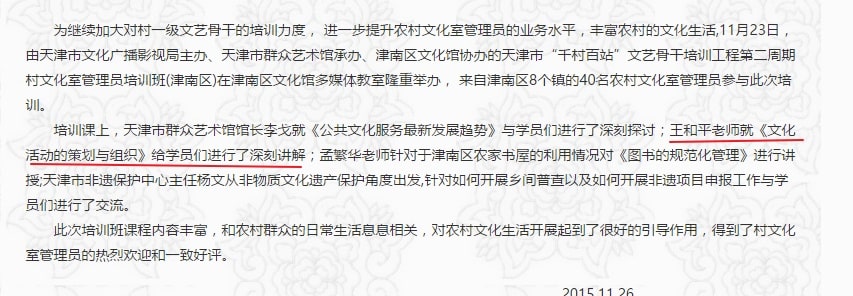 为继续加大对村一级文艺骨干的培训力度， 进一步提升农村文化室管理员的业务水平，丰富农村的文化生活,11月23日，
由天津市文化广播影视局主办、天津市群众艺术馆承办、津南区文化馆协办的天津市“千村百站”文艺骨干培训工程第二周期
村文化室管理员培训班(津南区)在津南区文化馆多媒体教室隆重举办， 来自津南区8个镇的40名农村文化室管理员参与此次培
训。
培训课上，天津市群众艺术馆馆长李戈就《公共文化服务最新发展趋势》与学员们进行了深刻探讨；王和平老师就《文化
活动的策划与组织》给学员们进行了深刻讲解；孟繁华老师针对于津南区农家书屋的利用情况对《图书的规范化管理》进行讲
授;天津市非遗保护中心主任杨文从非物质文化遗产保护角度出发,针对如何开展乡间普查以及如何开展非遗项目申报工作与学
员们进行了交流。
此次培训班课程内容丰富，和农村群众的日常生活息息相关，对农村文化生活开展起到了很好的引导作用，得到了村文化
室管理员的热烈欢迎和一致好评。
2015.11.26